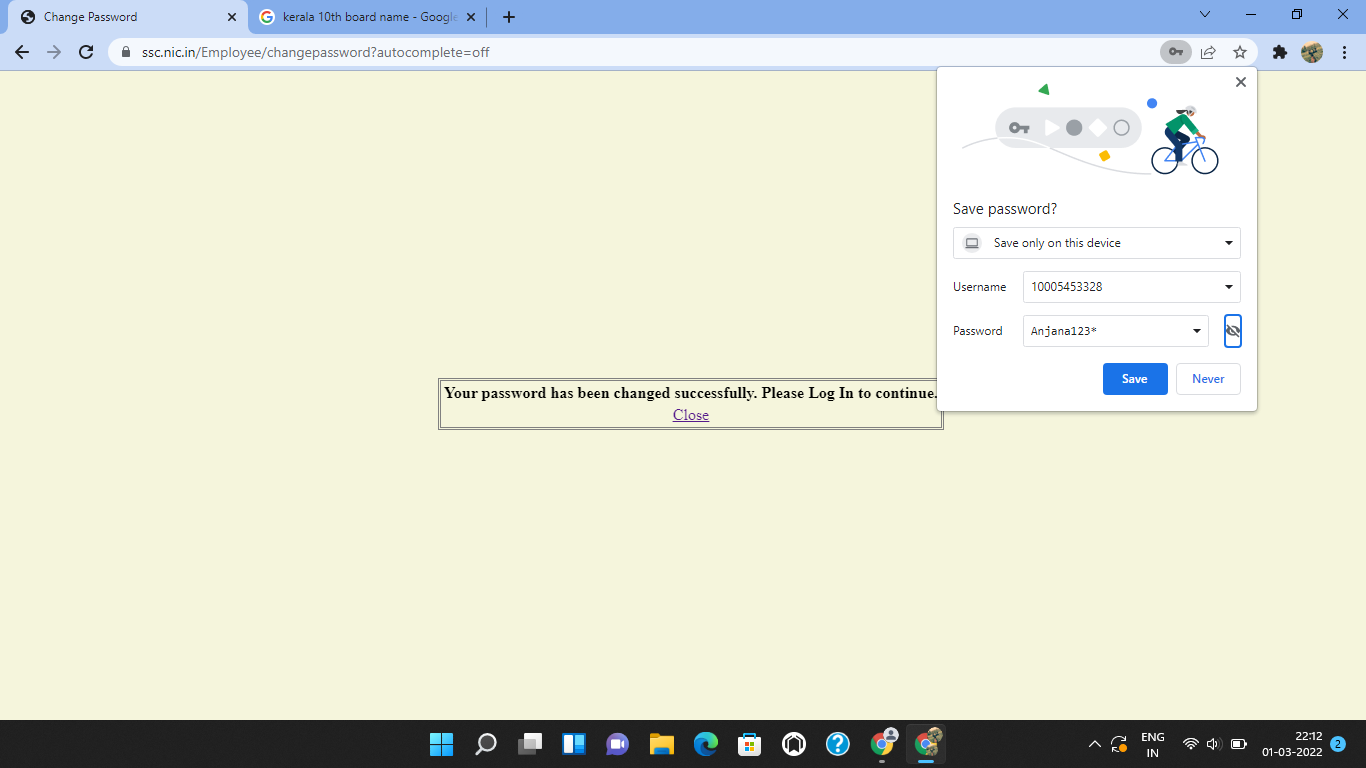 Change Password
kerala 10th board name - Google
ssc.nic.in/Employee/changepassword?autocomplete=off
Save password?
Save only on this device
Username 10005453328
Password Anjana123*
Save Never
Your password has been changed successfully. Please Log In to continue.
Close
ENG
IN
22:12
01-03-2022
2